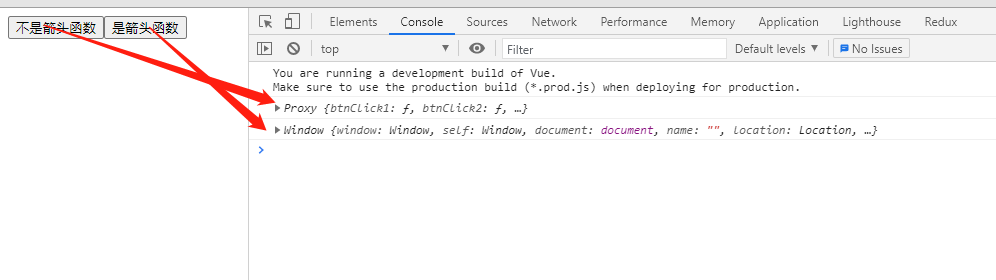 不是箭头函数 是箭头函数
Elements Console Sources Network Performance Memory Application Lighthouse Redux
top Filter Default levels No Issues
You are running a development build of Vue.
Make sure to use the production build (*.prod.js) when deploying for production.
Proxy {btnClick1: ƒ, btnClick2: ƒ, …}
Window {window: Window, self: Window, document: document, name: "", location: Location, …}